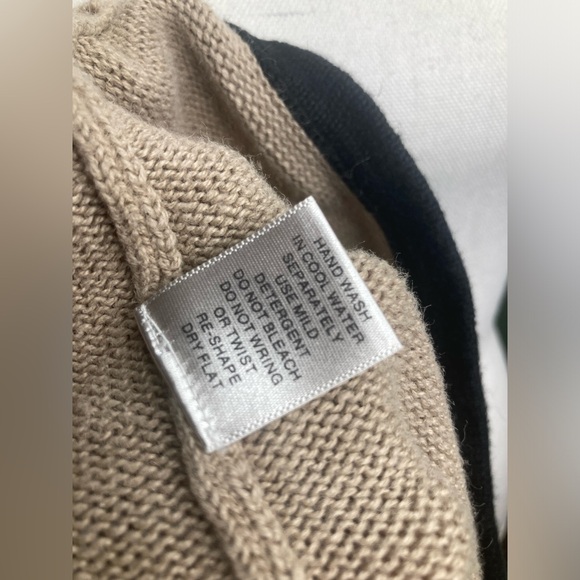 HAND WASH
IN COOL WATER
SEPARATELY
USE MILD
DETERGENT
DO NOT BLEACH
DO NOT WRING
OR TWIST
RE-SHAPE
DRY FLAT